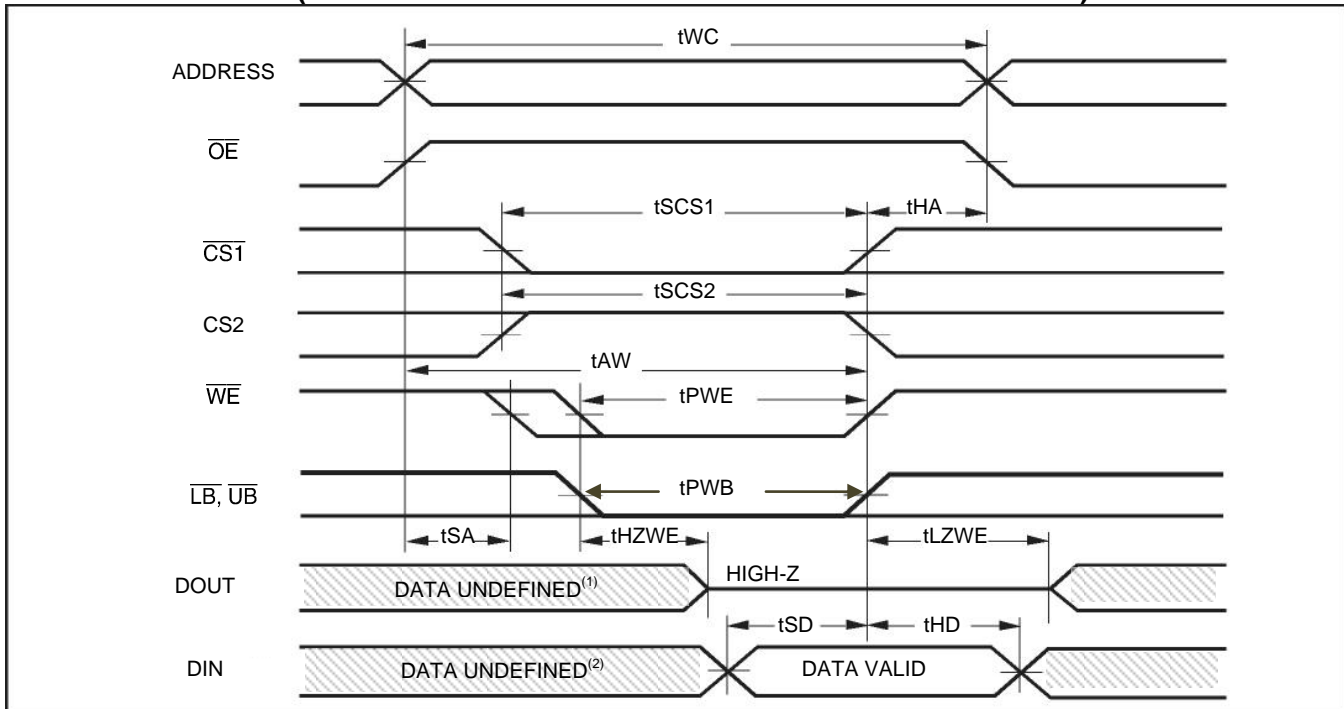 tWC
ADDRESS
OE
tSCS1
tHA
CS1
tSCS2
CS2
tAW
WE
tPWE
LB, UB
tPWB
tSA
tHZWE
tLZWE
DOUT
DATA UNDEFINED(1)
HIGH-Z
tSD
tHD
DIN
DATA UNDEFINED(2)
DATA VALID